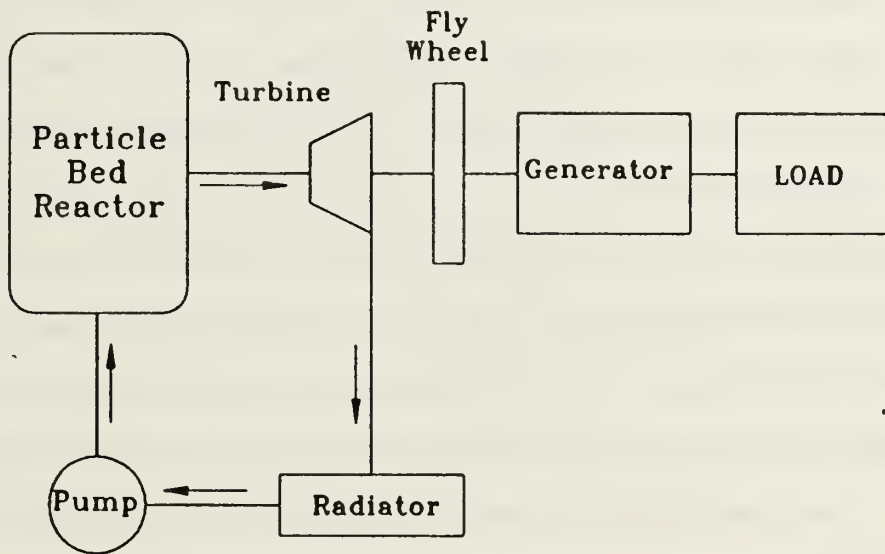 Fly
Wheel
Turbine
Particle
Bed
Reactor
Generator
LOAD
Pump
Radiator